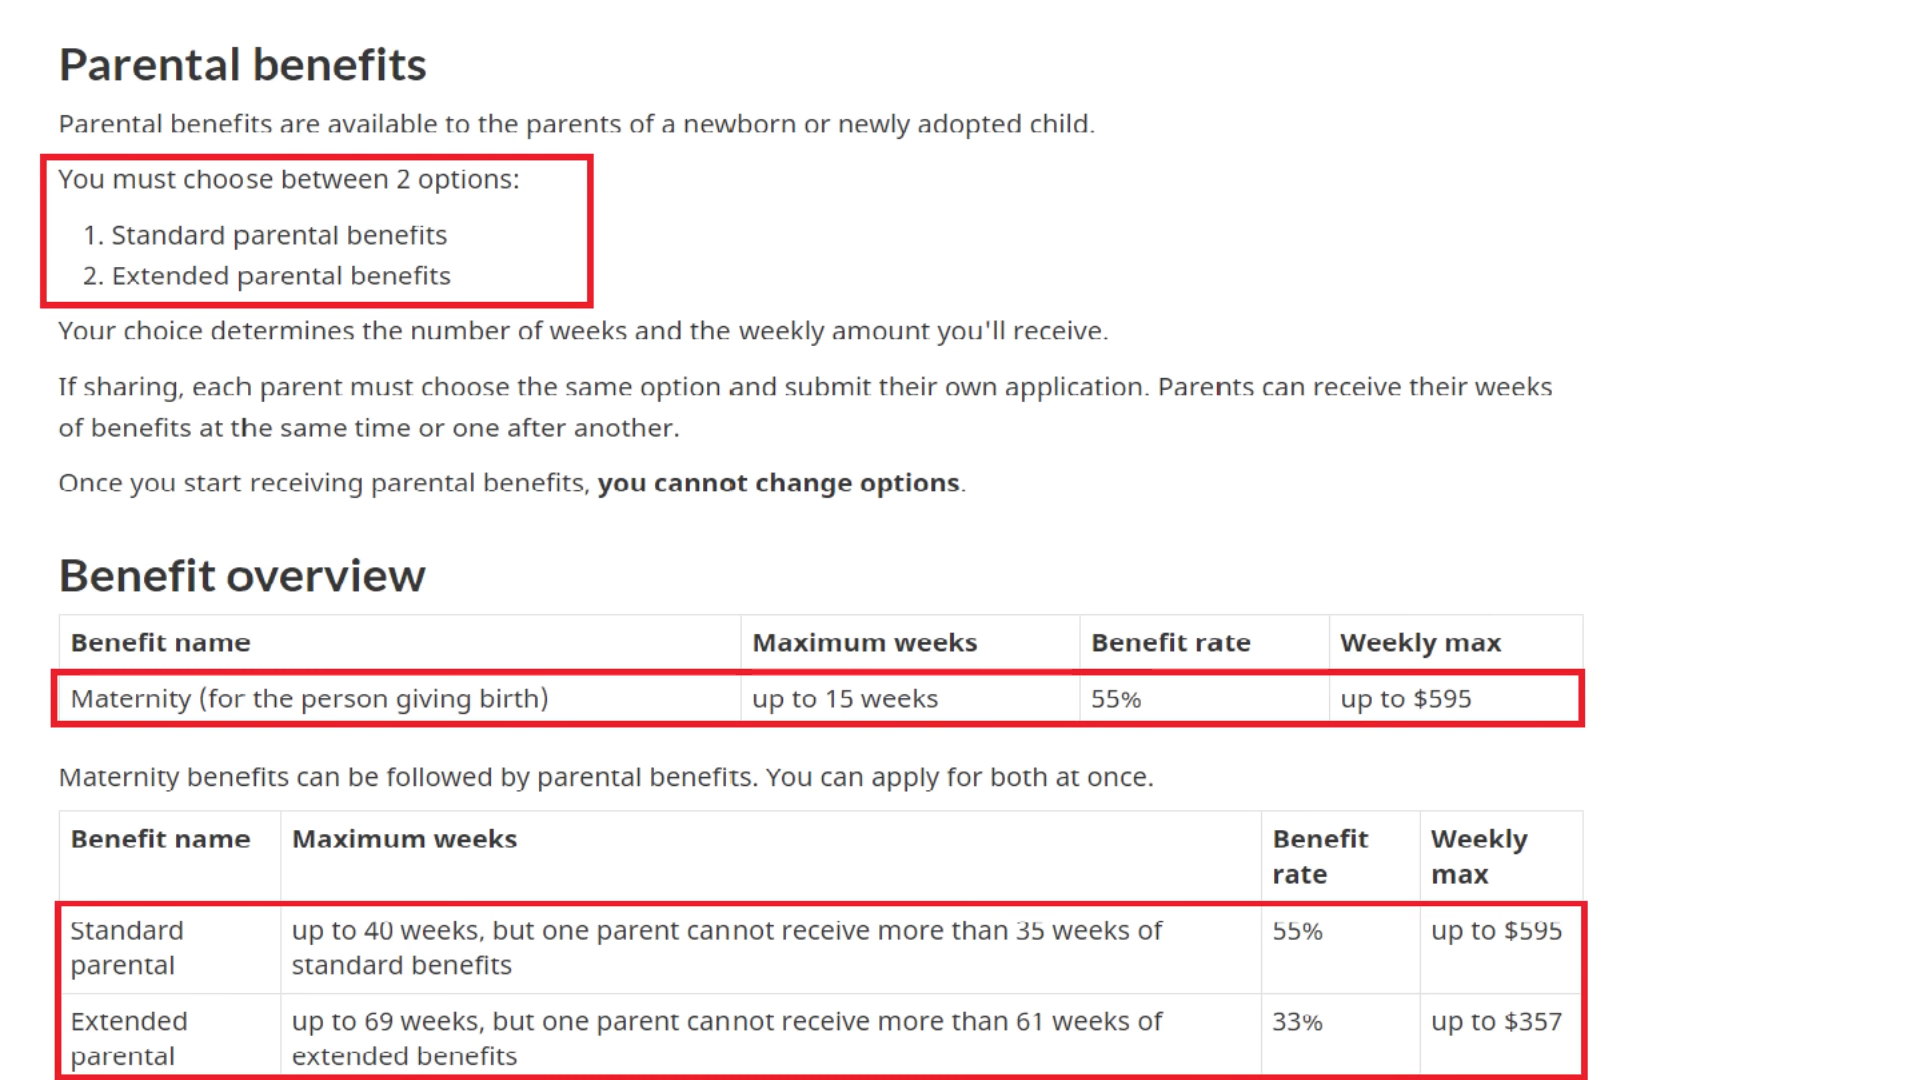 Parental benefits
Parental benefits are available to the parents of a newborn or newly adopted child.
You must choose between 2 options:
1. Standard parental benefits
2. Extended parental benefits
Your choice determines the number of weeks and the weekly amount you'll receive.
If sharing, each parent must choose the same option and submit their own application. Parents can receive their weeks
of benefits at the same time or one after another.
Once you start receiving parental benefits, you cannot change options.
Benefit overview
Benefit name Maximum weeks Benefit rate Weekly max
Maternity (for the person giving birth) up to 15 weeks 55% up to $595
Maternity benefits can be followed by parental benefits. You can apply for both at once.
Benefit name Maximum weeks Benefit Weekly
rate max
Standard up to 40 weeks, but one parent cannot receive more than 35 weeks of 55% up to $595
parental standard benefits
Extended up to 69 weeks, but one parent cannot receive more than 61 weeks of 33% up to $357
parental extended benefits